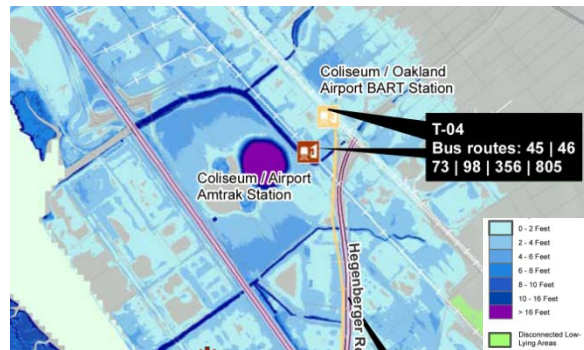 Coliseum / Oakland
Airport BART Station
T-04
Bus routes: 45 | 46
73 | 98 | 356 | 805
Coliseum / Airport
Amtrak Station
Hegenberger R
0 - 2 Feet
2 - 4 Feet
4 - 6 Feet
6 - 8 Feet
8 - 10 Feet
10 - 16 Feet
> 16 Feet
Disconnected Low-
Lying Areas